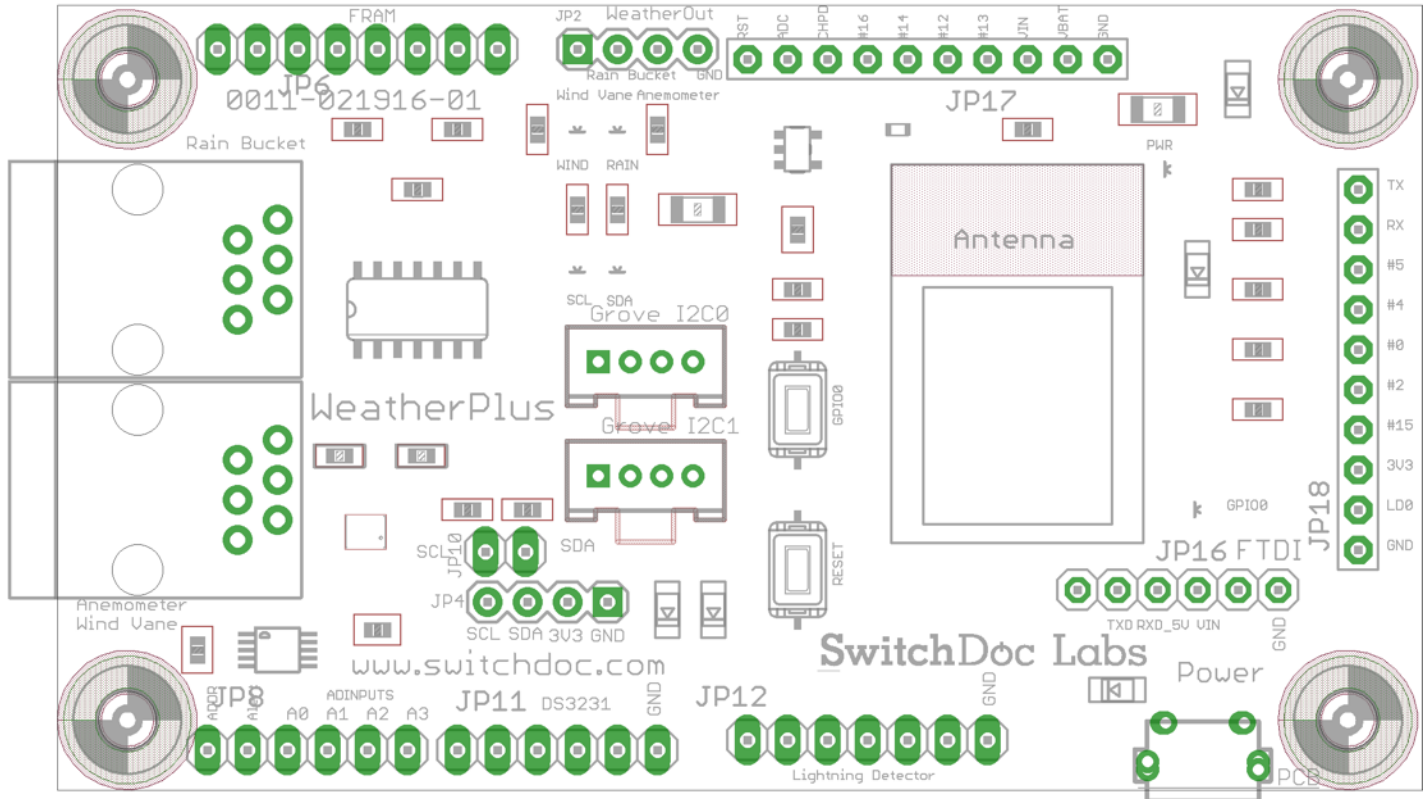 FRAM
JP6
0011-021916-01
JP2
WeatherOut
Rain Bucket
GND
Wind Vane
Anemometer
RST
ADC
CHPD
#16
#14
#12
#13
VIN
VBAT
GND
JP17
Rain Bucket
WIND
RAIN
PWR
Antenna
TX
RX
#5
#4
#0
#2
#15
3V3
LD0
GND
JP18
SCL
SDA
Grove I2C0
WeatherPlus
Grove I2C1
GPIO0
GPIO0
SCL
JP10
SDA
RESET
JP16
FTDI
JP4
SCL SDA 3V3 GND
TXD RXD_5V VIN
GND
Anemometer
Wind Vane
www.switchdoc.com
SwitchDoc Labs
Power
JP8
ADDR
ADINPUTS
A0
A1
A2
A3
JP11
DS3231
GND
JP12
GND
Lightning Detector
PCB